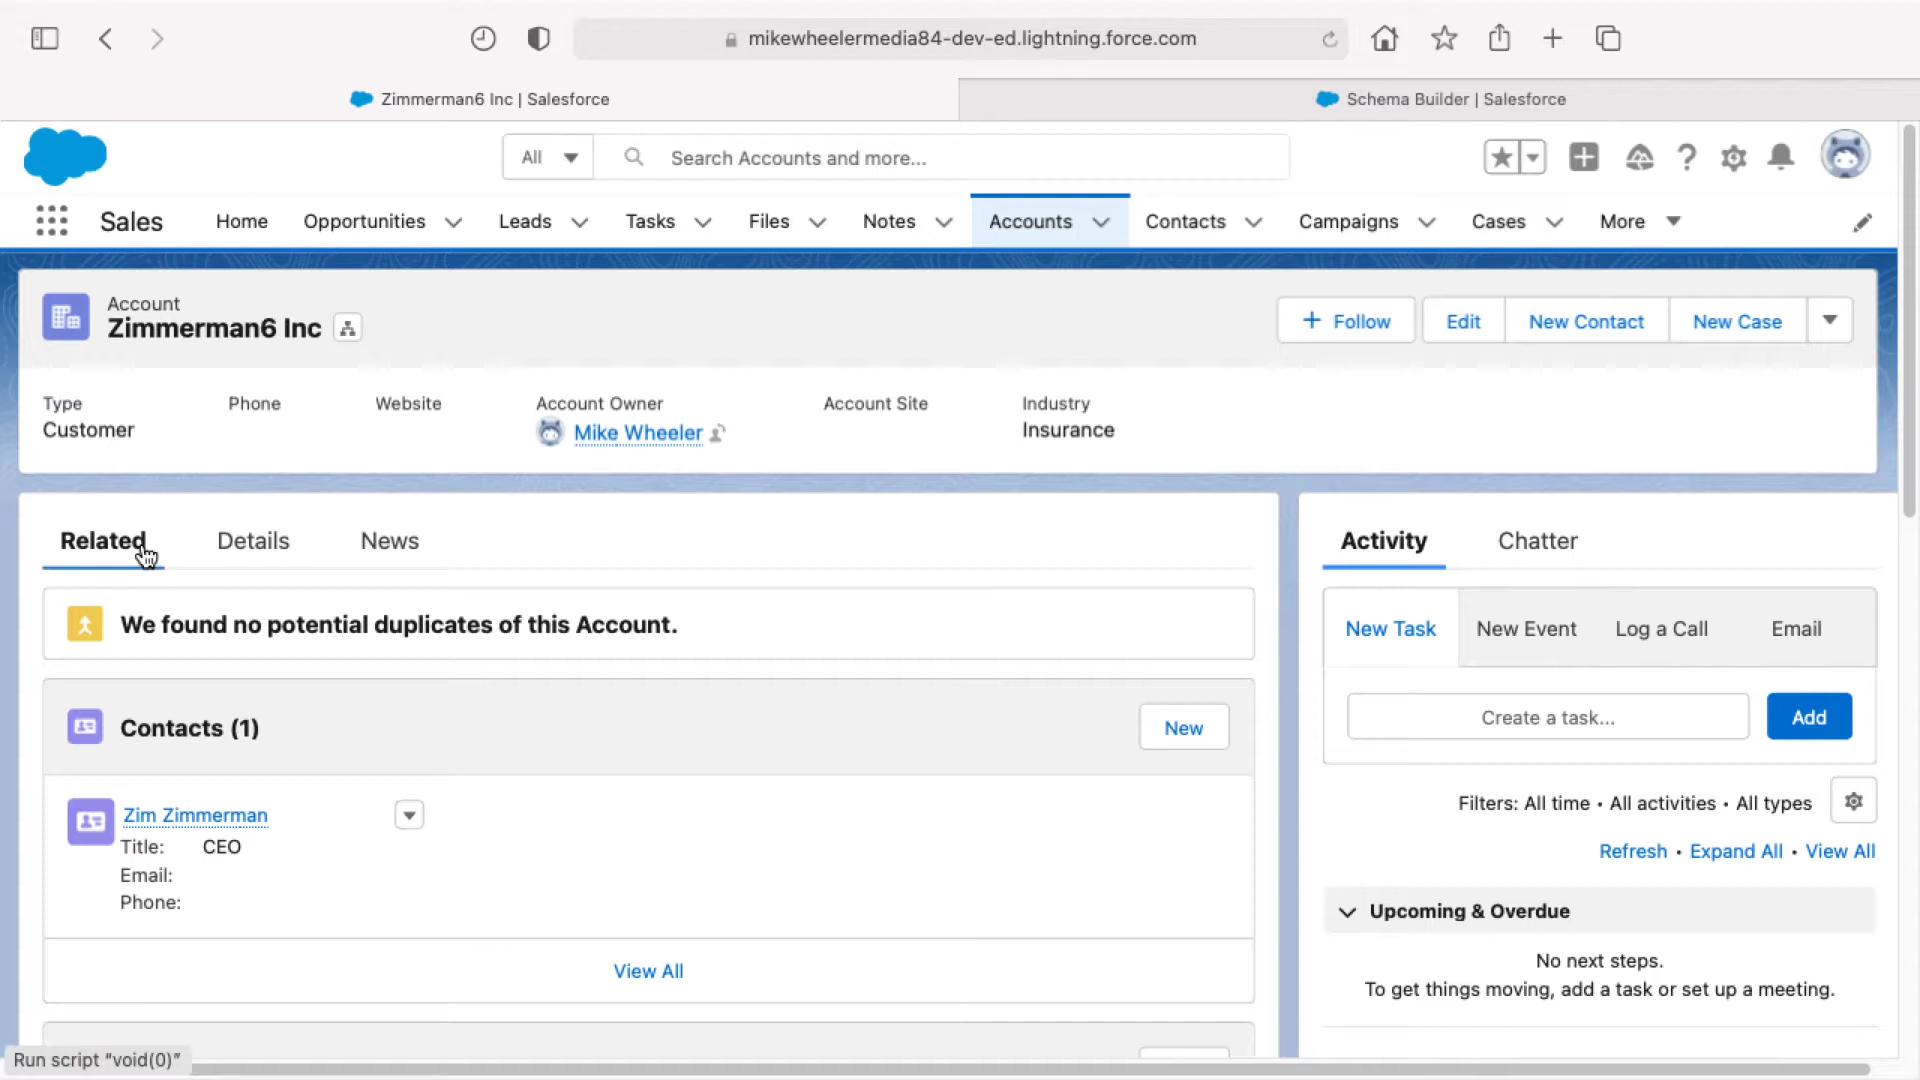 mikewheelermedia84-dev-ed.lightning.force.com
Zimmerman6 Inc | Salesforce
Schema Builder | Salesforce
All
Search Accounts and more...
Sales
Home
Opportunities
Leads
Tasks
Files
Notes
Accounts
Contacts
Campaigns
Cases
More
Account
Zimmerman6 Inc
Follow
Edit
New Contact
New Case
Type
Customer
Phone
Website
Account Owner
Mike Wheeler
Account Site
Industry
Insurance
Related
Details
News
We found no potential duplicates of this Account.
Contacts (1)
New
Zim Zimmerman
Title: CEO
Email:
Phone:
View All
Activity
Chatter
New Task
New Event
Log a Call
Email
Create a task...
Add
Filters: All time • All activities • All types
Refresh • Expand All • View All
Upcoming & Overdue
No next steps.
To get things moving, add a task or set up a meeting.
Run script "void(0)"